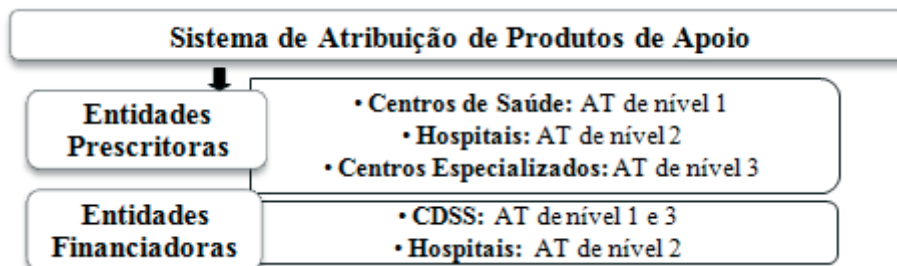 Sistema de Atribuição de Produtos de Apoio
Entidades
Prescritoras
• Centros de Saúde: AT de nível 1
• Hospitais: AT de nível 2
• Centros Especializados: AT de nível 3
Entidades
Financiadoras
• CDSS: AT de nível 1 e 3
• Hospitais: AT de nível 2